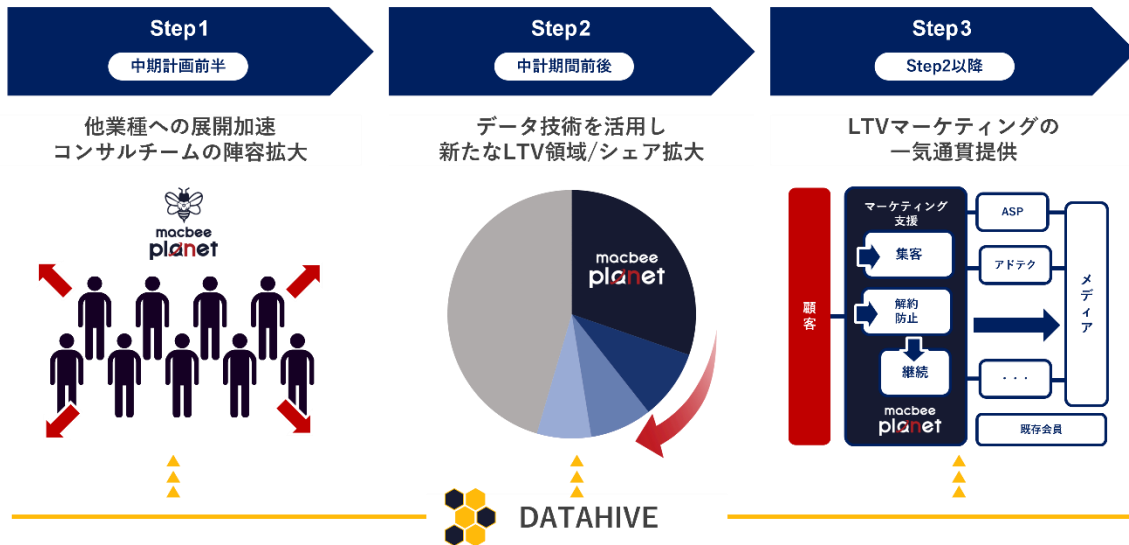 Step1
中期計画前半
他業種への展開加速
コンサルチームの陣容拡大
macbee
planet
Step2
中計期間前後
データ技術を活用し
新たなLTV領域/シェア拡大
macbee
planet
Step3
Step2以降
LTVマーケティングの
一気通貫提供
顧客
マーケティング
支援
集客
解約
防止
継続
macbee
planet
ASP
アドテク
・・・
メディア
既存会員
DATAHIVE